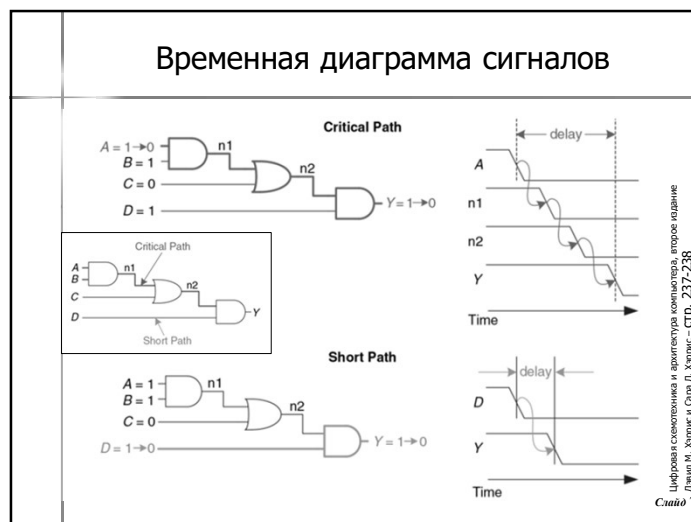 Временная диаграмма сигналов
Critical Path
A = 1→0
B = 1
C = 0
D = 1
n1
n2
Y = 1→0
delay
A
n1
n2
Y
Time
Critical Path
A
B
C
D
n1
n2
Y
Short Path
Short Path
A = 1
B = 1
C = 0
D = 1→0
n1
n2
Y = 1→0
delay
D
Y
Time
Цифровая схемотехника и архитектура компьютера, второе издание
Дэвид М. Харрис и Сара Л. Харрис – СТР. 237-238
Слайд